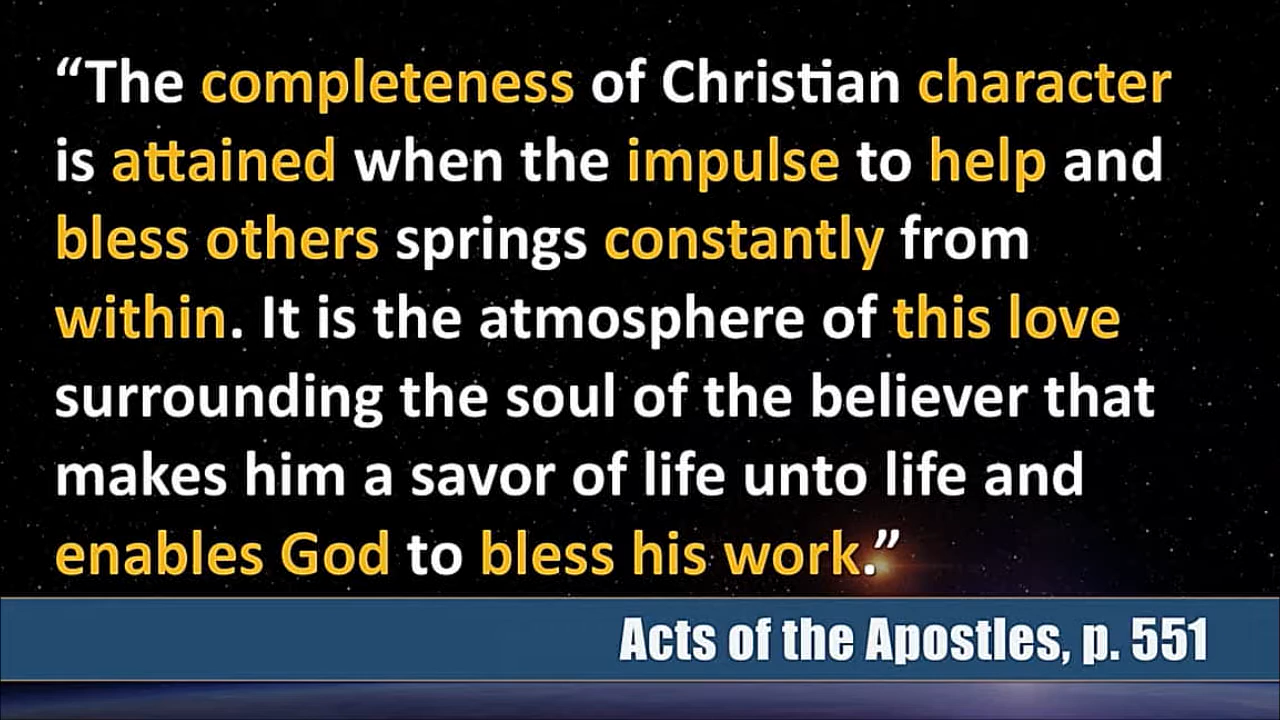 “The completeness of Christian character
is attained when the impulse to help and
bless others springs constantly from
within. It is the atmosphere of this love
surrounding the soul of the believer that
makes him a savor of life unto life and
enables God to bless his work.”
Acts of the Apostles, p. 551